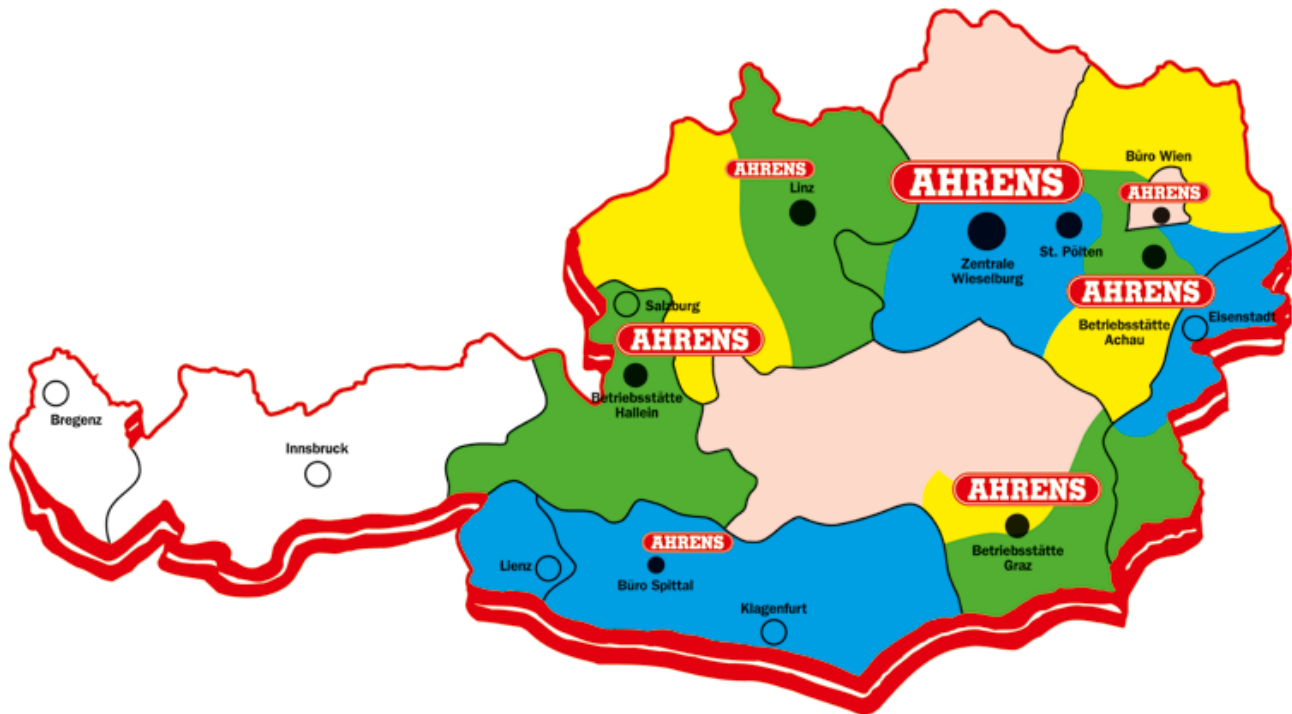 Büro Wien
AHRENS
Linz
AHRENS
AHRENS
St. Pölten
Zentrale
Wieselburg
AHRENS
Betriebsstätte
Achau
Eisenstadt
Salzburg
AHRENS
Betriebsstätte
Hallein
Bregenz
Innsbruck
AHRENS
Betriebsstätte
Graz
AHRENS
Büro Spittal
Lienz
Klagenfurt